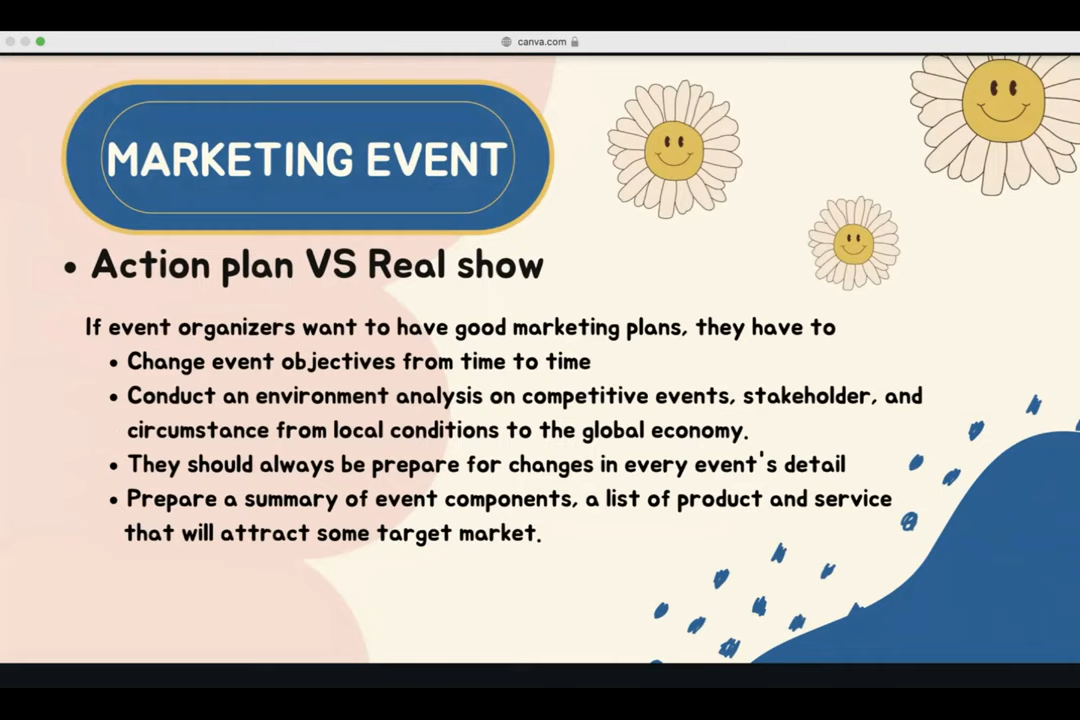 canva.com
MARKETING EVENT
• Action plan VS Real show
If event organizers want to have good marketing plans, they have to
• Change event objectives from time to time
• Conduct an environment analysis on competitive events, stakeholder, and
circumstance from local conditions to the global economy.
• They should always be prepare for changes in every event's detail
• Prepare a summary of event components, a list of product and service
that will attract some target market.